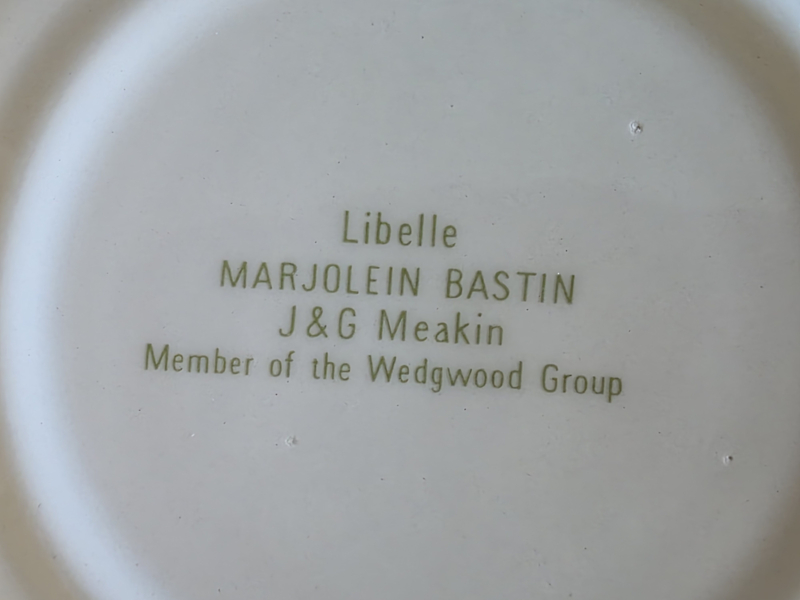 Libelle
MARJOLEIN BASTIN
J & G Meakin
Member of the Wedgwood Group